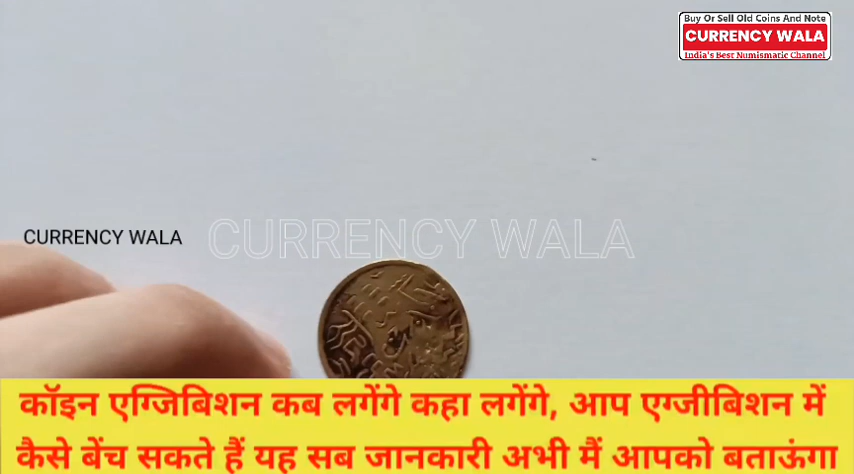 Buy Or Sell Old Coins And Note
CURRENCY WALA
India's Best Numismatic Channel
CURRENCY WALA
CURRENCY WALA
कॉइन एग्जिबिशन कब लगेंगे कहा लगेंगे, आप एग्जीबिशन में
कैसे बेंच सकते हैं यह सब जानकारी अभी मैं आपको बताऊंगा